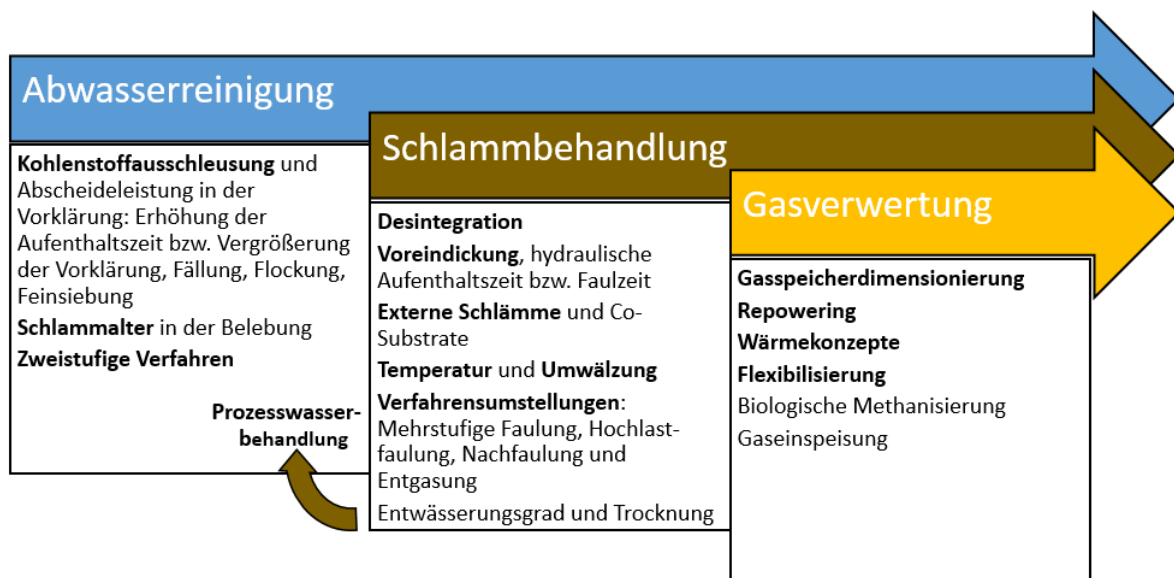 Abwasserreinigung
Kohlenstoffausschleusung und
Abscheideleistung in der
Vorklärung: Erhöhung der
Aufenthaltszeit bzw. Vergrößerung
der Vorklärung, Fällung, Flockung,
Feinsiebung
Schlammalter in der Belebung
Zweistufige Verfahren
Prozesswasser-
behandlung
Schlammbehandlung
Desintegration
Voreindickung, hydraulische
Aufenthaltszeit bzw. Faulzeit
Externe Schlämme und Co-
Substrate
Temperatur und Umwälzung
Verfahrensumstellungen:
Mehrstufige Faulung, Hochlast-
faulung, Nachfaulung und
Entgasung
Entwässerungsgrad und Trocknung
Gasverwertung
Gasspeicherdimensionierung
Repowering
Wärmekonzepte
Flexibilisierung
Biologische Methanisierung
Gaseinspeisung